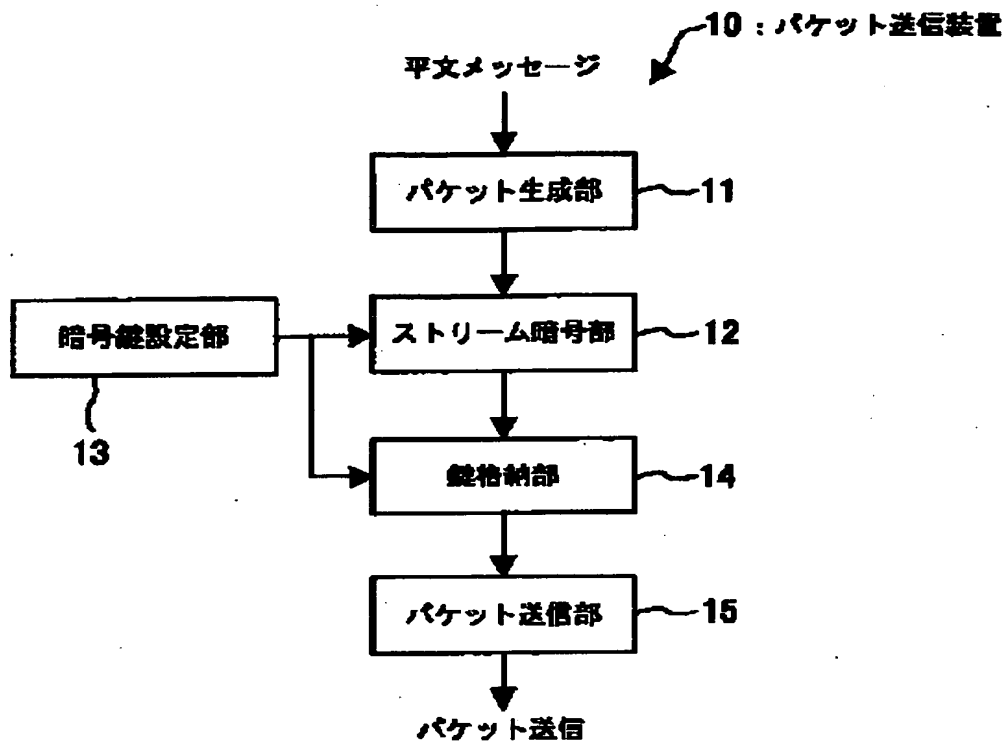 10：パケット送信装置
平文メッセージ
パケット生成部
11
暗号鍵設定部
13
ストリーム暗号部
12
鍵格納部
14
パケット送信部
15
パケット送信